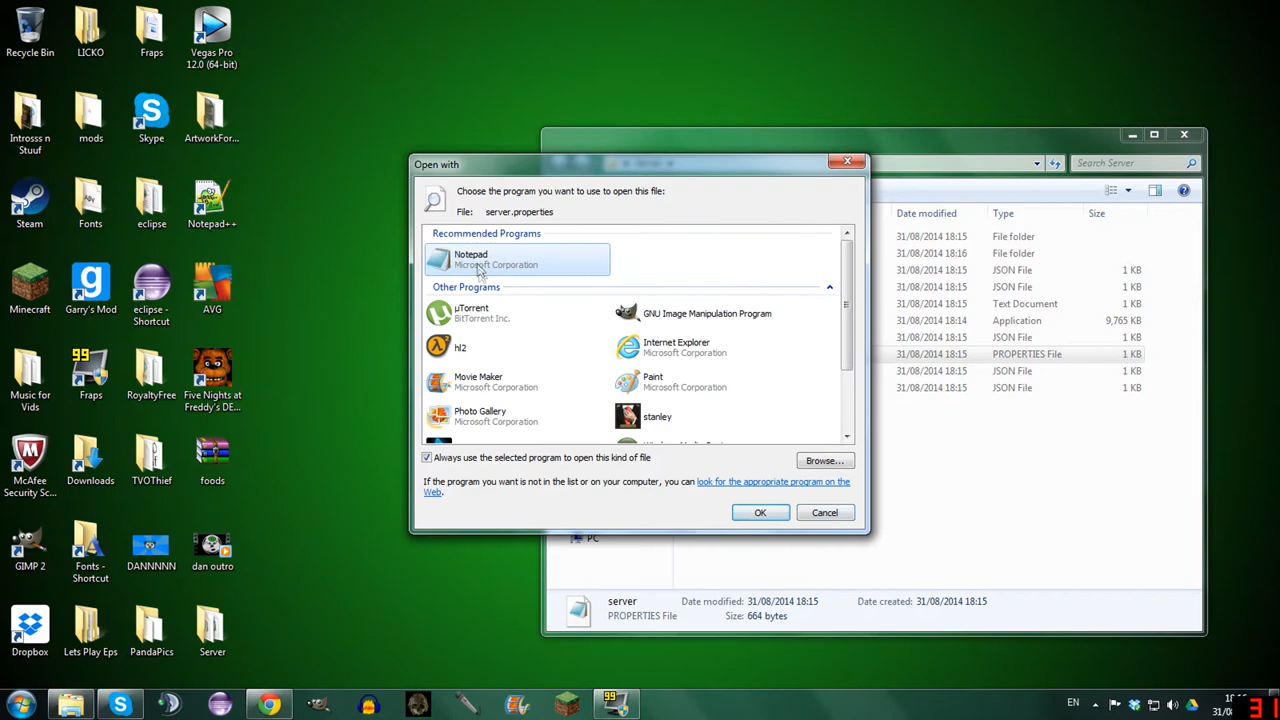 Recycle Bin
LICKO
Fraps
Vegas Pro
12.0 (64-bit)
Introsss n
Stuuf
mods
Skype
ArtworkFor...
Steam
Fonts
eclipse
Notepad++
Minecraft
Garry's Mod
eclipse -
Shortcut
AVG
Music for
Vids
99
Fraps
RoyaltyFree
Five Nights at
Freddy's DE...
McAfee
Security Sc...
Downloads
TVOThief
foods
GIMP 2
Fonts -
Shortcut
DANNNNN
dan outro
Dropbox
Lets Play Eps
PandaPics
Server
Open with
Choose the program you want to use to open this file:
File: server.properties
Recommended Programs
Notepad
Microsoft Corporation
Other Programs
µTorrent
BitTorrent Inc.
GNU Image Manipulation Program
hl2
Internet Explorer
Microsoft Corporation
Movie Maker
Microsoft Corporation
Paint
Microsoft Corporation
Photo Gallery
Microsoft Corporation
stanley
Always use the selected program to open this kind of file
Browse...
If the program you want is not in the list or on your computer, you can look for the appropriate program on the
Web.
OK
Cancel
Search Server
Date modified Type Size
31/08/2014 18:15 File folder
31/08/2014 18:16 File folder
31/08/2014 18:15 JSON File 1 KB
31/08/2014 18:15 JSON File 1 KB
31/08/2014 18:15 Text Document 1 KB
31/08/2014 18:14 Application 9,765 KB
31/08/2014 18:15 JSON File 1 KB
31/08/2014 18:15 PROPERTIES File 1 KB
31/08/2014 18:15 JSON File 1 KB
31/08/2014 18:15 JSON File 1 KB
PC
server Date modified: 31/08/2014 18:15 Date created: 31/08/2014 18:15
PROPERTIES File Size: 664 bytes
99
EN
31